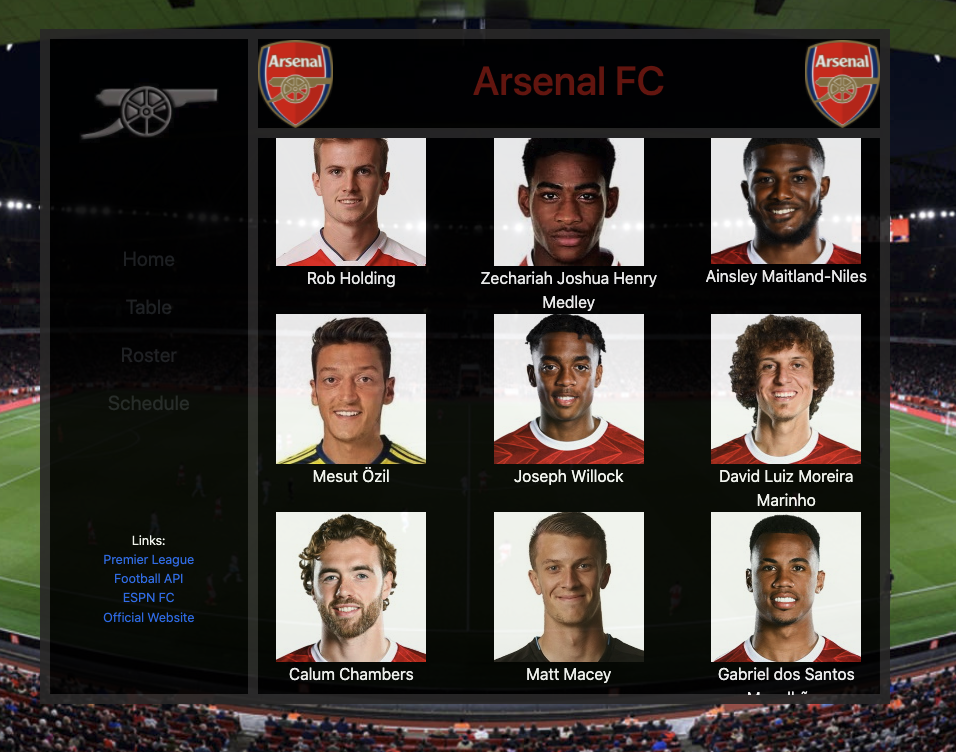 Arsenal
Arsenal FC
Arsenal
Home
Table
Roster
Schedule
Links:
Premier League
Football API
ESPN FC
Official Website
Rob Holding
Zechariah Joshua Henry
Medley
Ainsley Maitland-Niles
Mesut Özil
Joseph Willock
David Luiz Moreira
Marinho
Calum Chambers
Matt Macey
Gabriel dos Santos